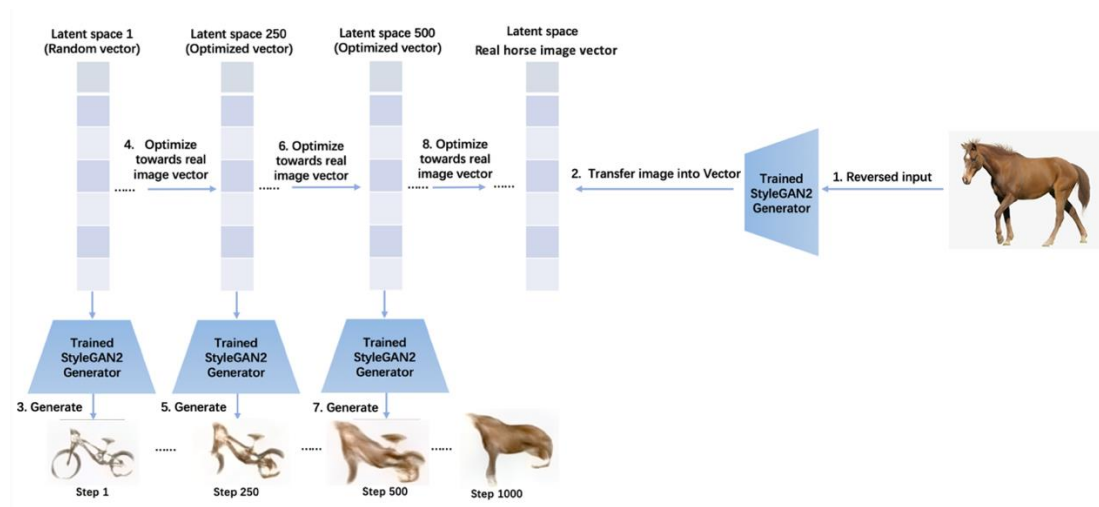 Latent space 1
(Random vector)
Latent space 250
(Optimized vector)
Latent space 500
(Optimized vector)
Latent space
Real horse image vector
4. Optimize
towards real
image vector
......
6. Optimize
towards real
image vector
......
8. Optimize
towards real
image vector
......
......
2. Transfer image into Vector
Trained
StyleGAN2
Generator
1. Reversed input
Trained
StyleGAN2
Generator
Trained
StyleGAN2
Generator
Trained
StyleGAN2
Generator
3. Generate
5. Generate
7. Generate
......
......
......
Step 1
Step 250
Step 500
Step 1000